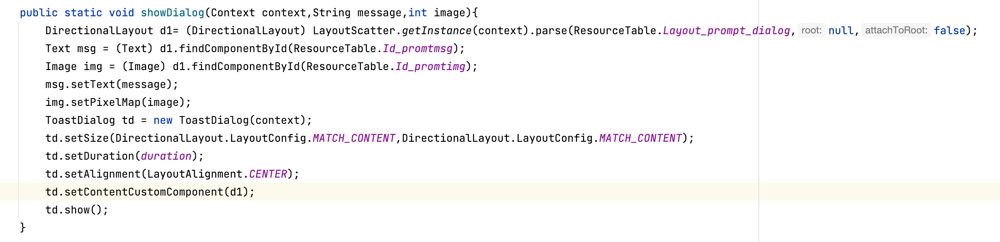 public static void showDialog(Context context,String message,int image){
    DirectionalLayout d1= (DirectionalLayout) LayoutScatter.getInstance(context).parse(ResourceTable.Layout_prompt_dialog, root: null, attachToRoot: false);
    Text msg = (Text) d1.findComponentById(ResourceTable.Id_promtmsg);
    Image img = (Image) d1.findComponentById(ResourceTable.Id_promtimg);
    msg.setText(message);
    img.setPixelMap(image);
    ToastDialog td = new ToastDialog(context);
    td.setSize(DirectionalLayout.LayoutConfig.MATCH_CONTENT,DirectionalLayout.LayoutConfig.MATCH_CONTENT);
    td.setDuration(duration);
    td.setAlignment(LayoutAlignment.CENTER);
    td.setContentCustomComponent(d1);
    td.show();
}